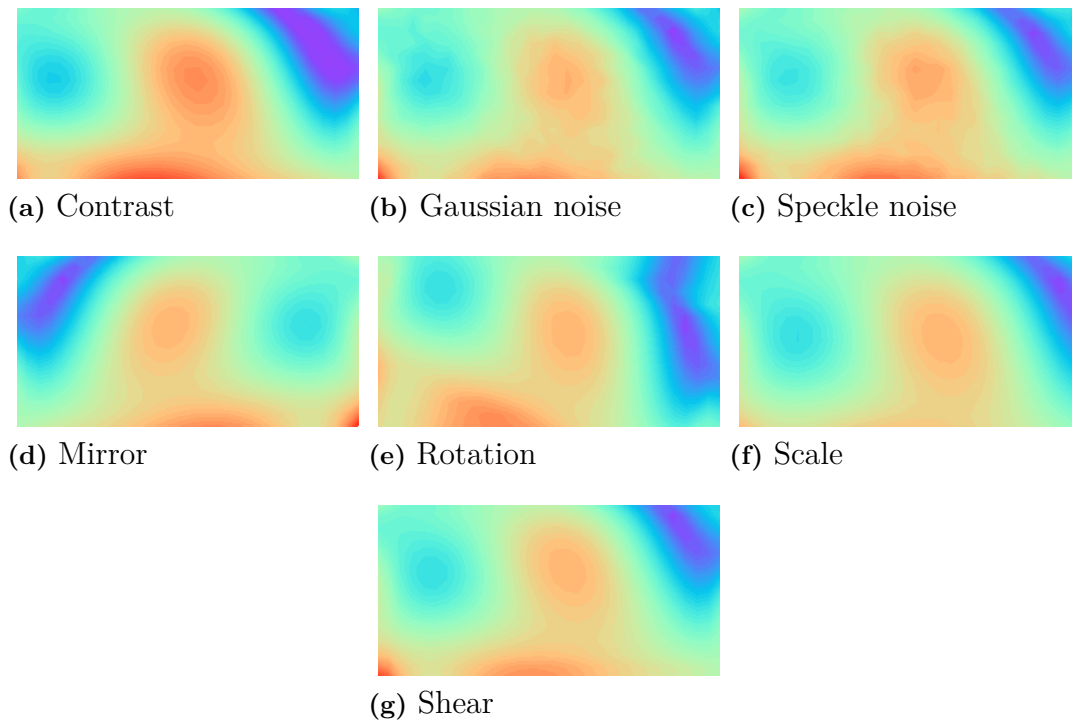 (a) Contrast
(b) Gaussian noise
(c) Speckle noise
(d) Mirror
(e) Rotation
(f) Scale
(g) Shear